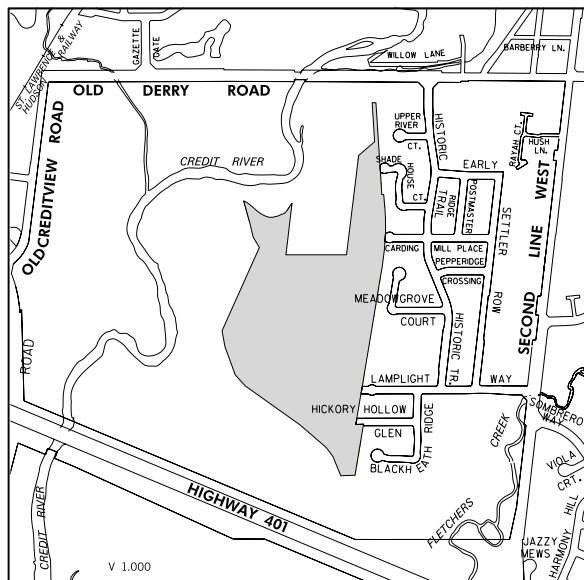 ST. LAWRENCE &
HUDSON RAILWAY
GAZETTE
GATE
WILLOW LANE
BARBERRY LN.
OLD DERRY ROAD
OLD CREDITVIEW ROAD
CREDIT RIVER
UPPER
RIVER
CT.
HISTORIC
TRAIL
SHADE
HOUSE
CT.
EARLY
SETTLER
ROW
RAYAH CT.
HUSH
LN.
SECOND LINE WEST
RIDGE
POSTMASTER
CARDING
MILL PLACE
PEPPERIDGE
CROSSING
MEADOWGROVE
COURT
HISTORIC TR.
ROAD
LAMPLIGHT WAY
HICKORY HOLLOW
GLEN
BLACKHEATH RIDGE
SOMBRERO
WAY
FLETCHERS CREEK
VIOLA
CRT.
HARMONY HILL
JAZZY
MEWS
HIGHWAY 401
CREDIT RIVER
V 1.000